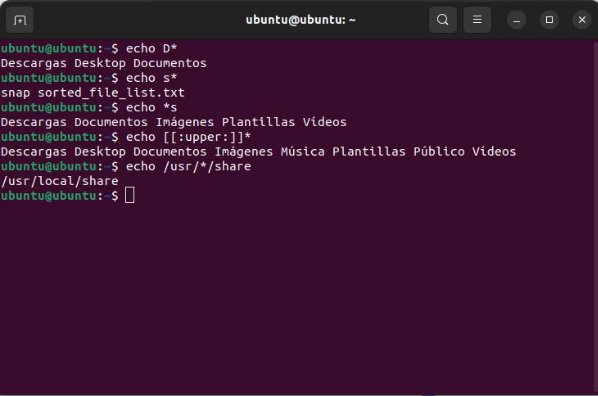 ubuntu@ubuntu: ~
ubuntu@ubuntu:~$ echo D*
Descargas Desktop Documentos
ubuntu@ubuntu:~$ echo s*
snap sorted_file_list.txt
ubuntu@ubuntu:~$ echo *s
Descargas Documentos Imágenes Plantillas Vídeos
ubuntu@ubuntu:~$ echo [[:upper:]]*
Descargas Desktop Documentos Imágenes Música Plantillas Público Vídeos
ubuntu@ubuntu:~$ echo /usr/*/share
/usr/local/share
ubuntu@ubuntu:~$